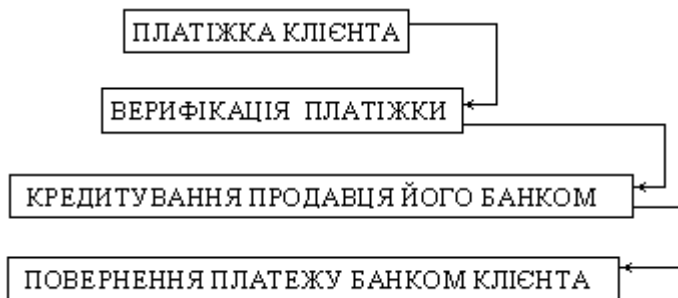 ПЛАТІЖКА КЛІЄНТА
ВЕРИФІКАЦІЯ ПЛАТІЖКИ
КРЕДИТУВАННЯ ПРОДАВЦЯ ЙОГО БАНКОМ
ПОВЕРНЕННЯ ПЛАТЕЖУ БАНКОМ КЛІЄНТА